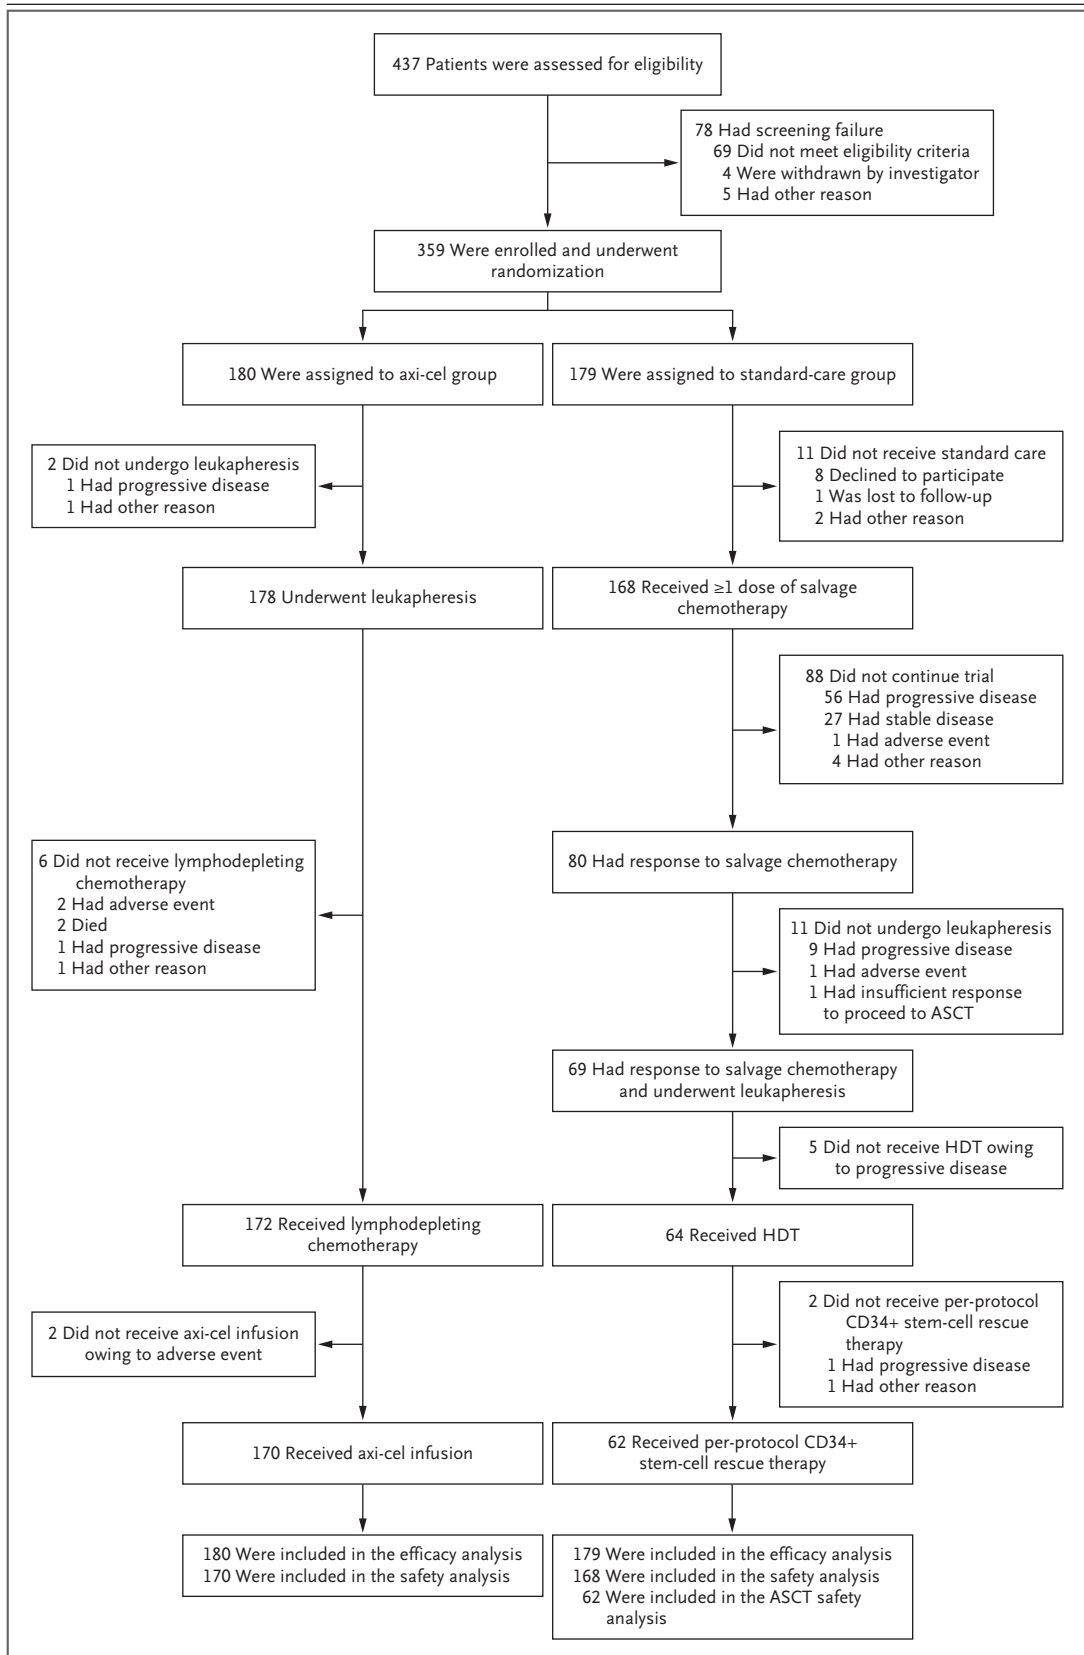 437 Patients were assessed for eligibility
78 Had screening failure
69 Did not meet eligibility criteria
4 Were withdrawn by investigator
5 Had other reason
359 Were enrolled and underwent
randomization
180 Were assigned to axi-cel group
179 Were assigned to standard-care group
2 Did not undergo leukapheresis
1 Had progressive disease
1 Had other reason
11 Did not receive standard care
8 Declined to participate
1 Was lost to follow-up
2 Had other reason
178 Underwent leukapheresis
168 Received ≥1 dose of salvage
chemotherapy
88 Did not continue trial
56 Had progressive disease
27 Had stable disease
1 Had adverse event
4 Had other reason
6 Did not receive lymphodepleting
chemotherapy
2 Had adverse event
2 Died
1 Had progressive disease
1 Had other reason
80 Had response to salvage chemotherapy
11 Did not undergo leukapheresis
9 Had progressive disease
1 Had adverse event
1 Had insufficient response
to proceed to ASCT
69 Had response to salvage chemotherapy
and underwent leukapheresis
5 Did not receive HDT owing
to progressive disease
172 Received lymphodepleting
chemotherapy
64 Received HDT
2 Did not receive axi-cel infusion
owing to adverse event
2 Did not receive per-protocol
CD34+ stem-cell rescue
therapy
1 Had progressive disease
1 Had other reason
170 Received axi-cel infusion
62 Received per-protocol CD34+
stem-cell rescue therapy
180 Were included in the efficacy analysis
170 Were included in the safety analysis
179 Were included in the efficacy analysis
168 Were included in the safety analysis
62 Were included in the ASCT safety
analysis